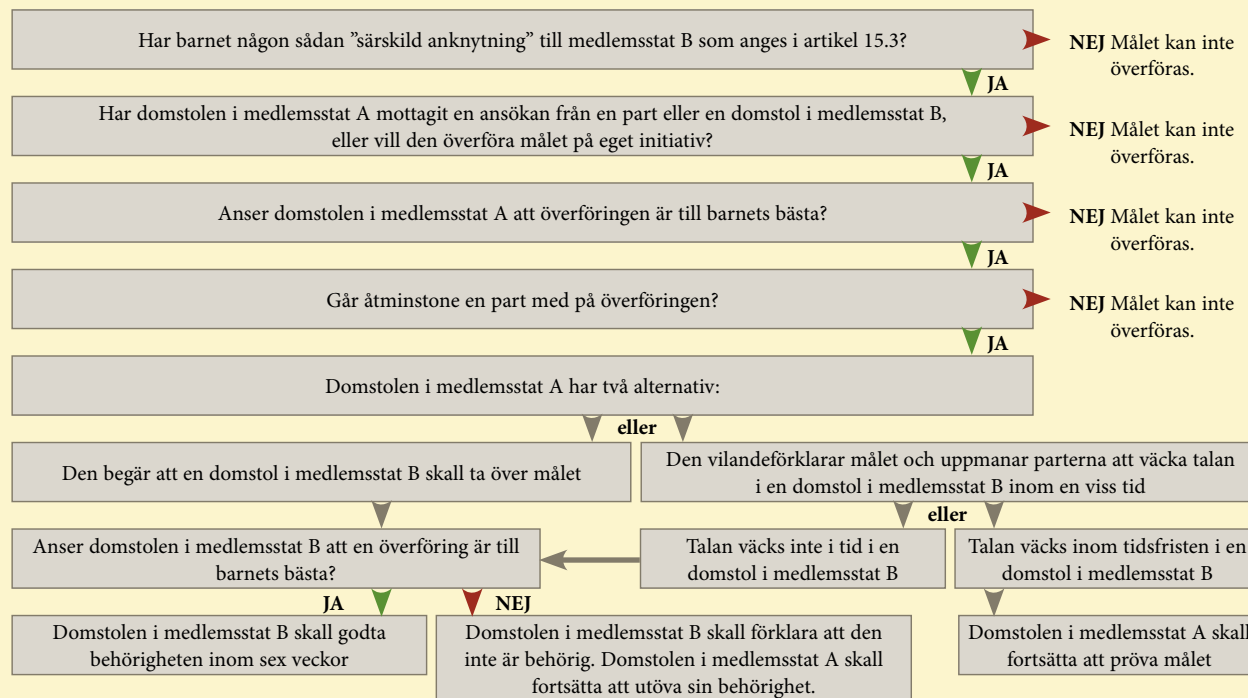 Har barnet någon sådan ”särskild anknytning” till medlemsstat B som anges i artikel 15.3?
NEJ Målet kan inte
överföras.
JA
Har domstolen i medlemsstat A mottagit en ansökan från en part eller en domstol i medlemsstat B,
eller vill den överföra målet på eget initiativ?
NEJ Målet kan inte
överföras.
JA
Anser domstolen i medlemsstat A att överföringen är till barnets bästa?
NEJ Målet kan inte
överföras.
JA
Går åtminstone en part med på överföringen?
NEJ Målet kan inte
överföras.
JA
Domstolen i medlemsstat A har två alternativ:
eller
Den begär att en domstol i medlemsstat B skall ta över målet
Den vilandeförklarar målet och uppmanar parterna att väcka talan
i en domstol i medlemsstat B inom en viss tid
eller
Anser domstolen i medlemsstat B att en överföring är till
barnets bästa?
Talan väcks inte i tid i en
domstol i medlemsstat B
Talan väcks inom tidsfristen i en
domstol i medlemsstat B
JA
NEJ
Domstolen i medlemsstat B skall godta
behörigheten inom sex veckor
Domstolen i medlemsstat B skall förklara att den
inte är behörig. Domstolen i medlemsstat A skall
fortsätta att utöva sin behörighet.
Domstolen i medlemsstat A skall
fortsätta att pröva målet